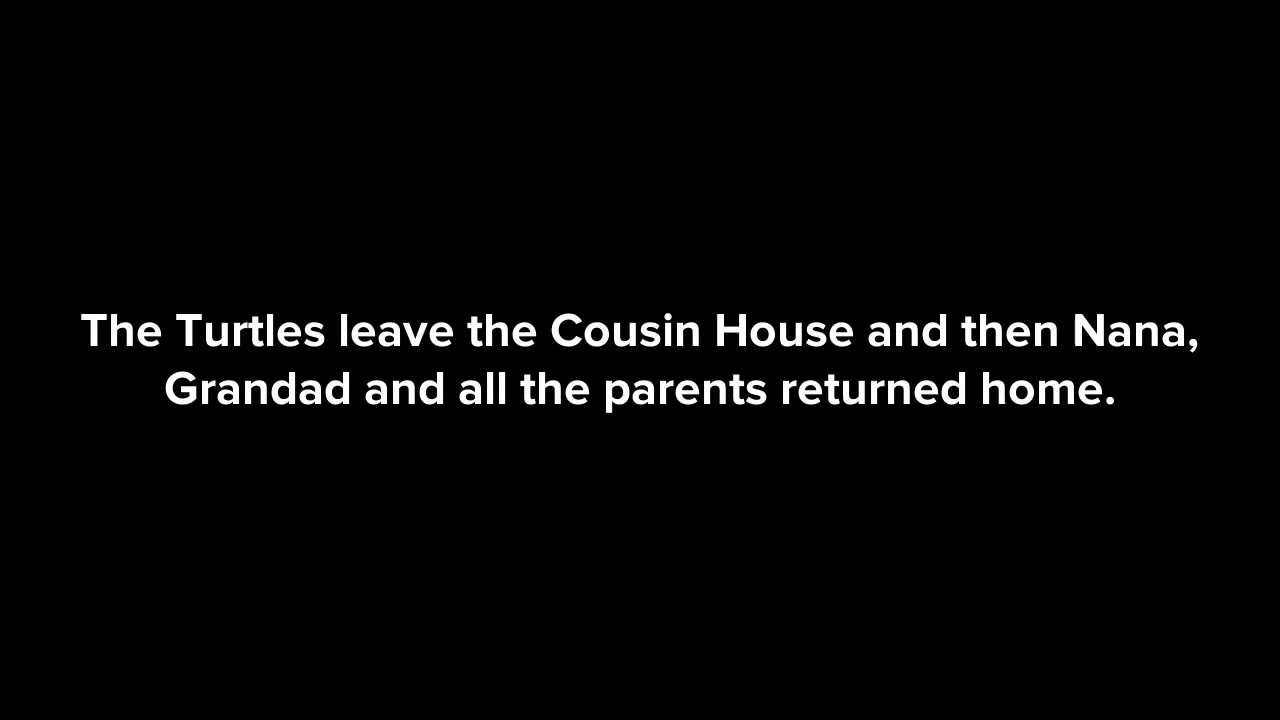 The Turtles leave the Cousin House and then Nana,
Grandad and all the parents returned home.